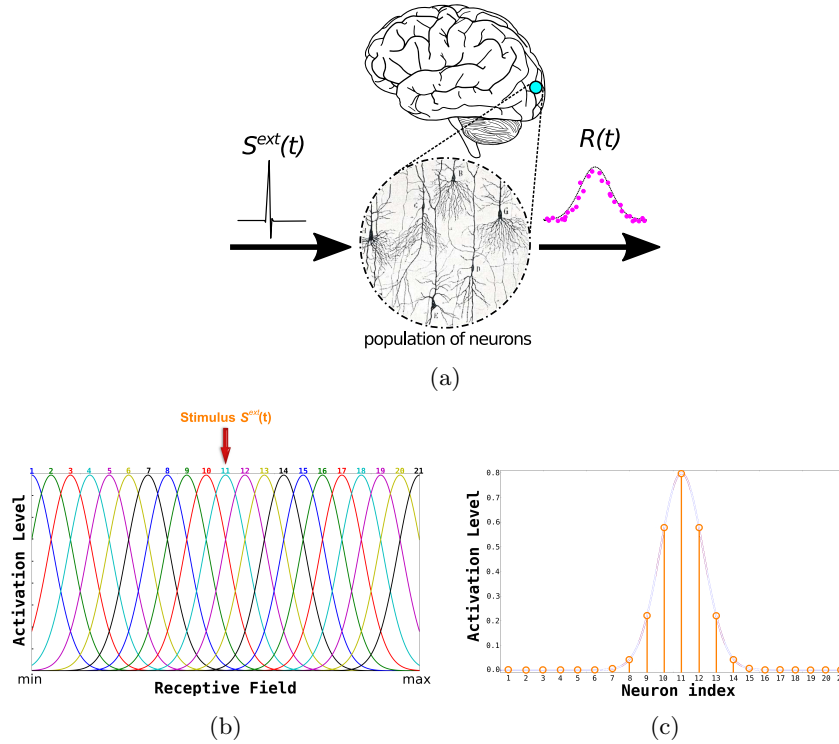 S^ext(t)
R(t)
population of neurons
(a)
Stimulus S^ext(t)
1 2 3 4 5 6 7 8 9 10 11 12 13 14 15 16 17 18 19 20 21
Activation Level
min
Receptive Field
max
(b)
0.8
0.7
0.6
0.5
0.4
0.3
0.2
0.1
0.0
Activation Level
1 2 3 4 5 6 7 8 9 10 11 12 13 14 15 16 17 18 19 20
Neuron index
(c)